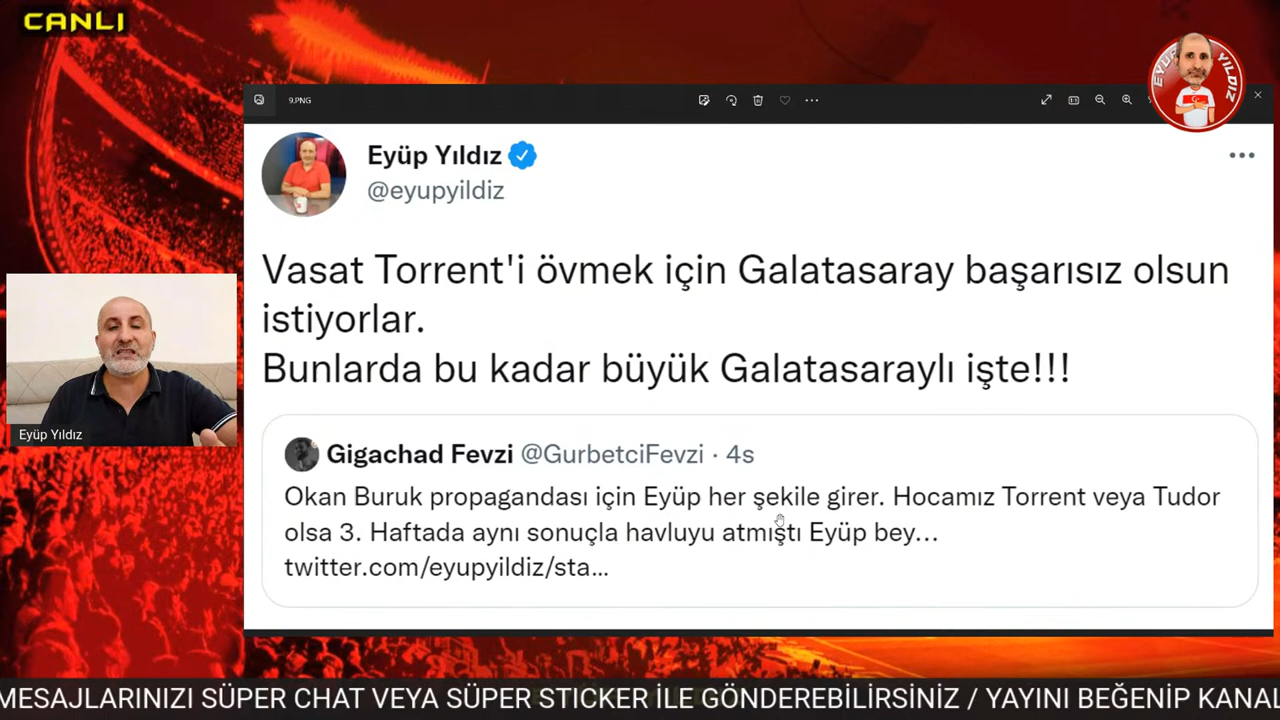 CANLI
EYÜP YILDIZ
9.PNG
Eyüp Yıldız
@eyupyildiz
Vasat Torrent'i övmek için Galatasaray başarısız olsun
istiyorlar.
Bunlarda bu kadar büyük Galatasaraylı işte!!!
Gigachad Fevzi @GurbetciFevzi · 4s
Okan Buruk propagandası için Eyüp her şekile girer. Hocamız Torrent veya Tudor
olsa 3. Haftada aynı sonuçla havluyu atmıştı Eyüp bey...
twitter.com/eyupyildiz/sta...
Eyüp Yıldız
MESAJLARINIZI SÜPER CHAT VEYA SÜPER STICKER İLE GÖNDEREBİLİRSİNİZ / YAYINI BEĞENİP KANAL